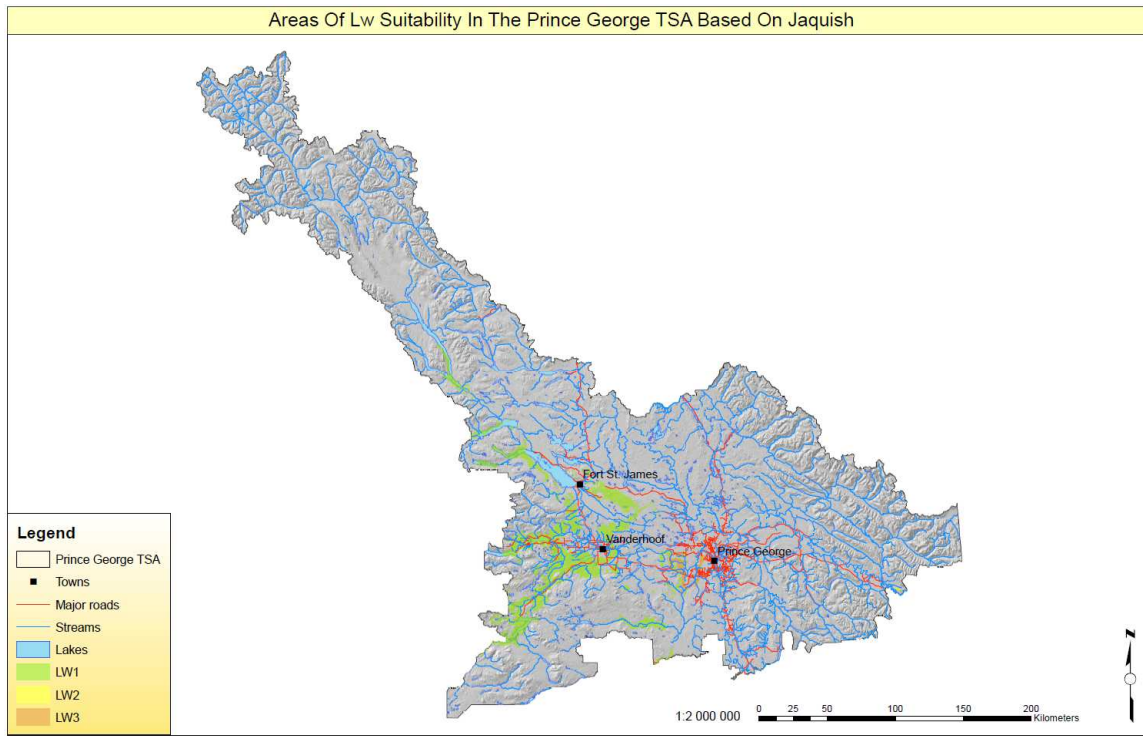 Areas Of Lw Suitability In The Prince George TSA Based On Jaquish
Fort St. James
Vanderhoof
Prince George
Legend
Prince George TSA
Towns
Major roads
Streams
Lakes
LW1
LW2
LW3
1:2 000 000
0 25 50 100 150 200
Kilometers
N